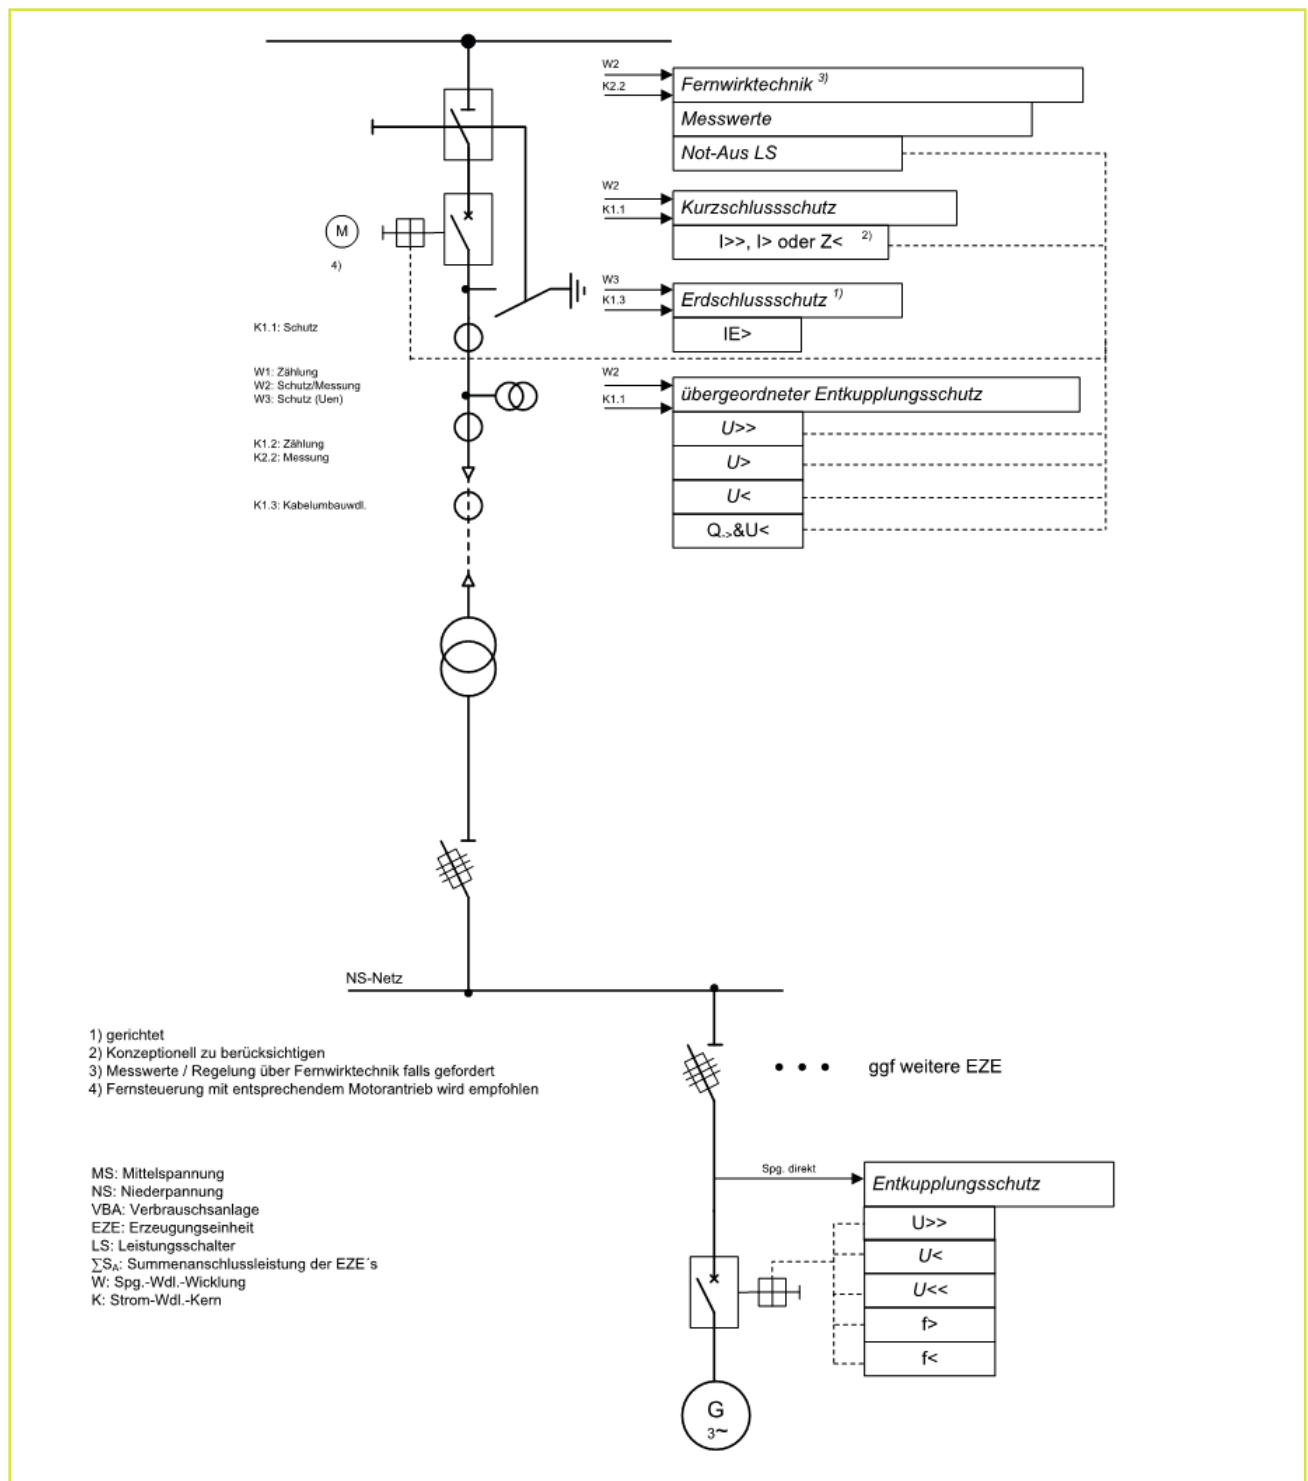 W2
K2.2
Fernwirktechnik 3)
Messwerte
Not-Aus LS
W2
K1.1
Kurzschlussschutz
I>>, I> oder Z< 2)
M
4)
W3
K1.3
Erdschlussschutz 1)
IE>
K1.1: Schutz
W1: Zählung
W2: Schutz/Messung
W3: Schutz (Uen)
W2
K1.1
übergeordneter Entkupplungsschutz
U>>
U>
U<
Q->&U<
K1.2: Zählung
K2.2: Messung
K1.3: Kabelumbauwdl.
NS-Netz
1) gerichtet
2) Konzeptionell zu berücksichtigen
3) Messwerte / Regelung über Fernwirktechnik falls gefordert
4) Fernsteuerung mit entsprechendem Motorantrieb wird empfohlen
ggf weitere EZE
MS: Mittelspannung
NS: Niederpannung
VBA: Verbrauschsanlage
EZE: Erzeugungseinheit
LS: Leistungsschalter
∑SA: Summenanschlussleistung der EZE´s
W: Spg.-Wdl.-Wicklung
K: Strom-Wdl.-Kern
Spg. direkt
Entkupplungsschutz
U>>
U<
U<<
f>
f<
G
3~